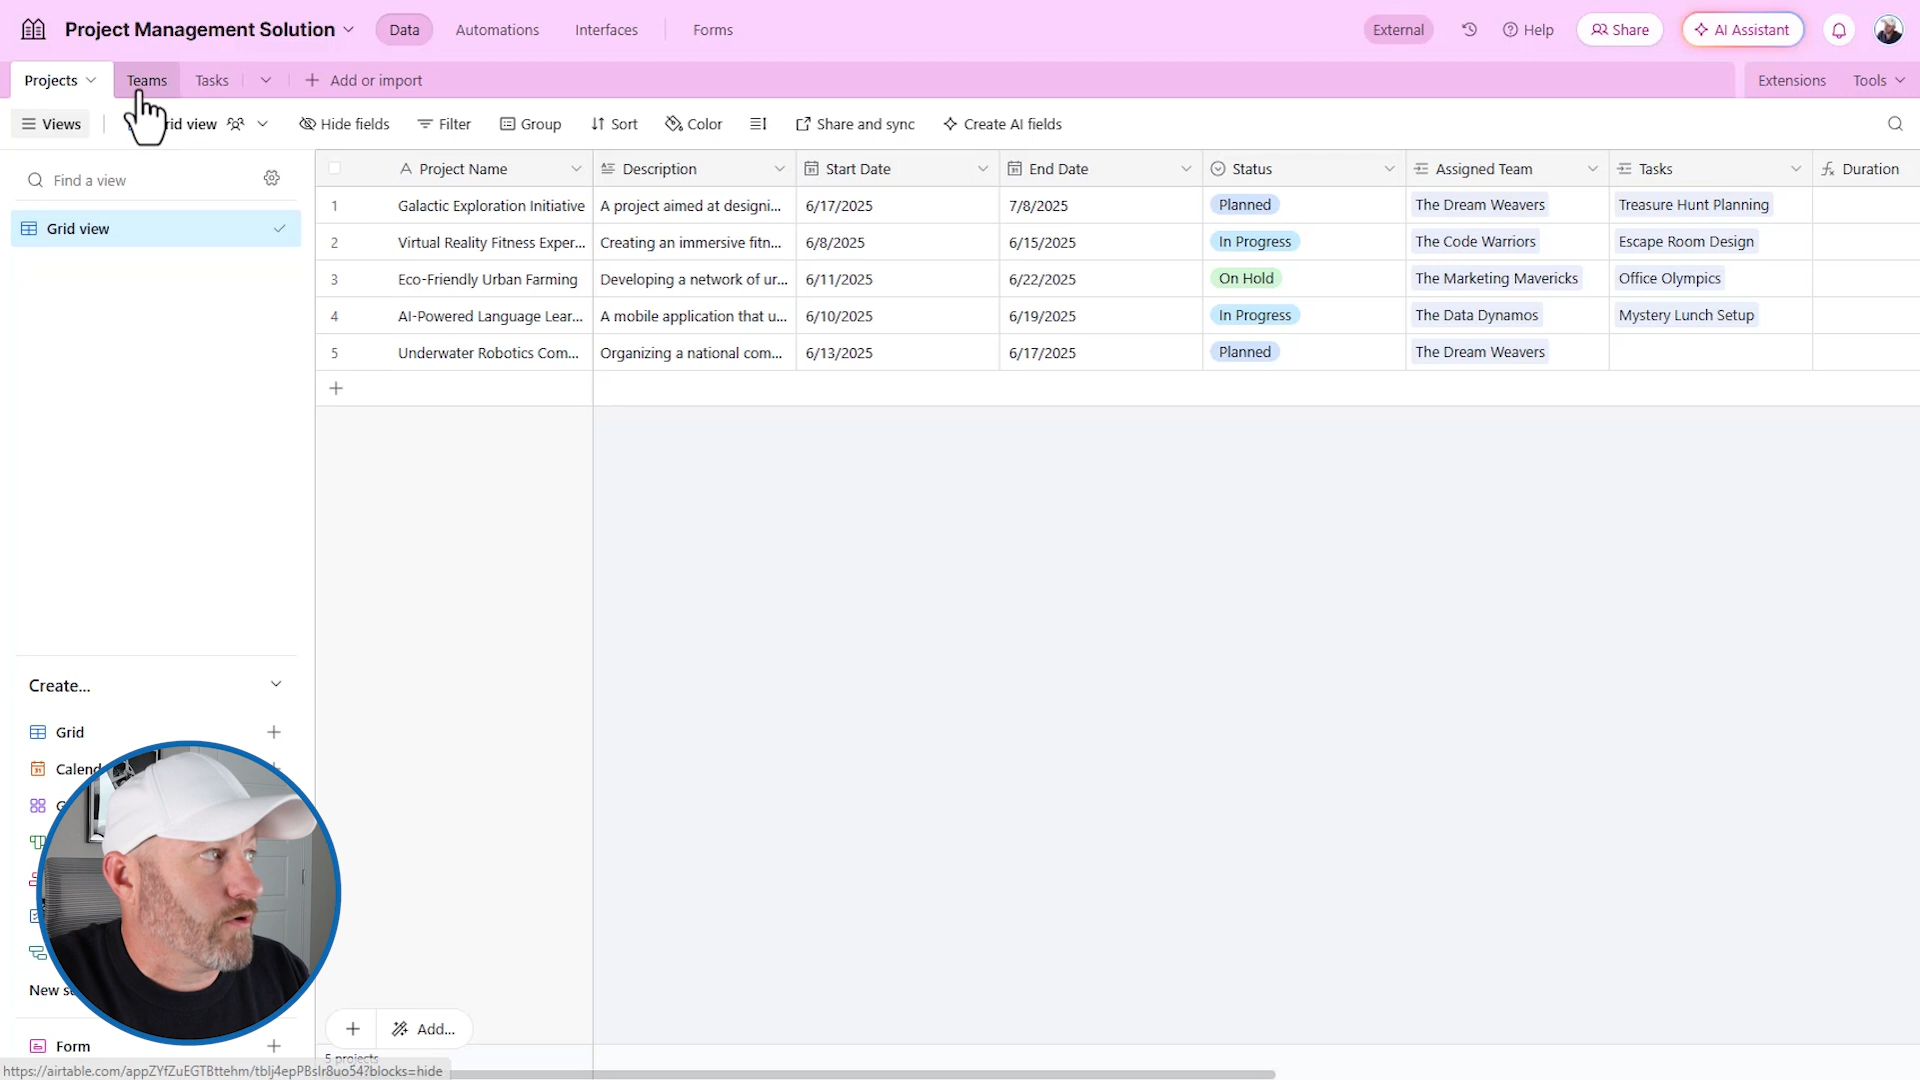 Project Management Solution
Data
Automations
Interfaces
Forms
External
Help
Share
AI Assistant
Projects
Teams
Tasks
Add or import
Extensions
Tools
Views
rid view
Hide fields
Filter
Group
Sort
Color
Share and sync
Create AI fields
Find a view
Grid view
Project Name Description Start Date End Date Status Assigned Team Tasks Duration
1 Galactic Exploration Initiative A project aimed at designi... 6/17/2025 7/8/2025 Planned The Dream Weavers Treasure Hunt Planning
2 Virtual Reality Fitness Exper... Creating an immersive fitn... 6/8/2025 6/15/2025 In Progress The Code Warriors Escape Room Design
3 Eco-Friendly Urban Farming Developing a network of ur... 6/11/2025 6/22/2025 On Hold The Marketing Mavericks Office Olympics
4 AI-Powered Language Lear... A mobile application that u... 6/10/2025 6/19/2025 In Progress The Data Dynamos Mystery Lunch Setup
5 Underwater Robotics Com... Organizing a national com... 6/13/2025 6/17/2025 Planned The Dream Weavers
Create...
Grid
Calend
New s
Form
Add...
5 projects
https://airtable.com/appZYfZuEGTBttehm/tblj4epPBsIr8uo54?blocks=hide